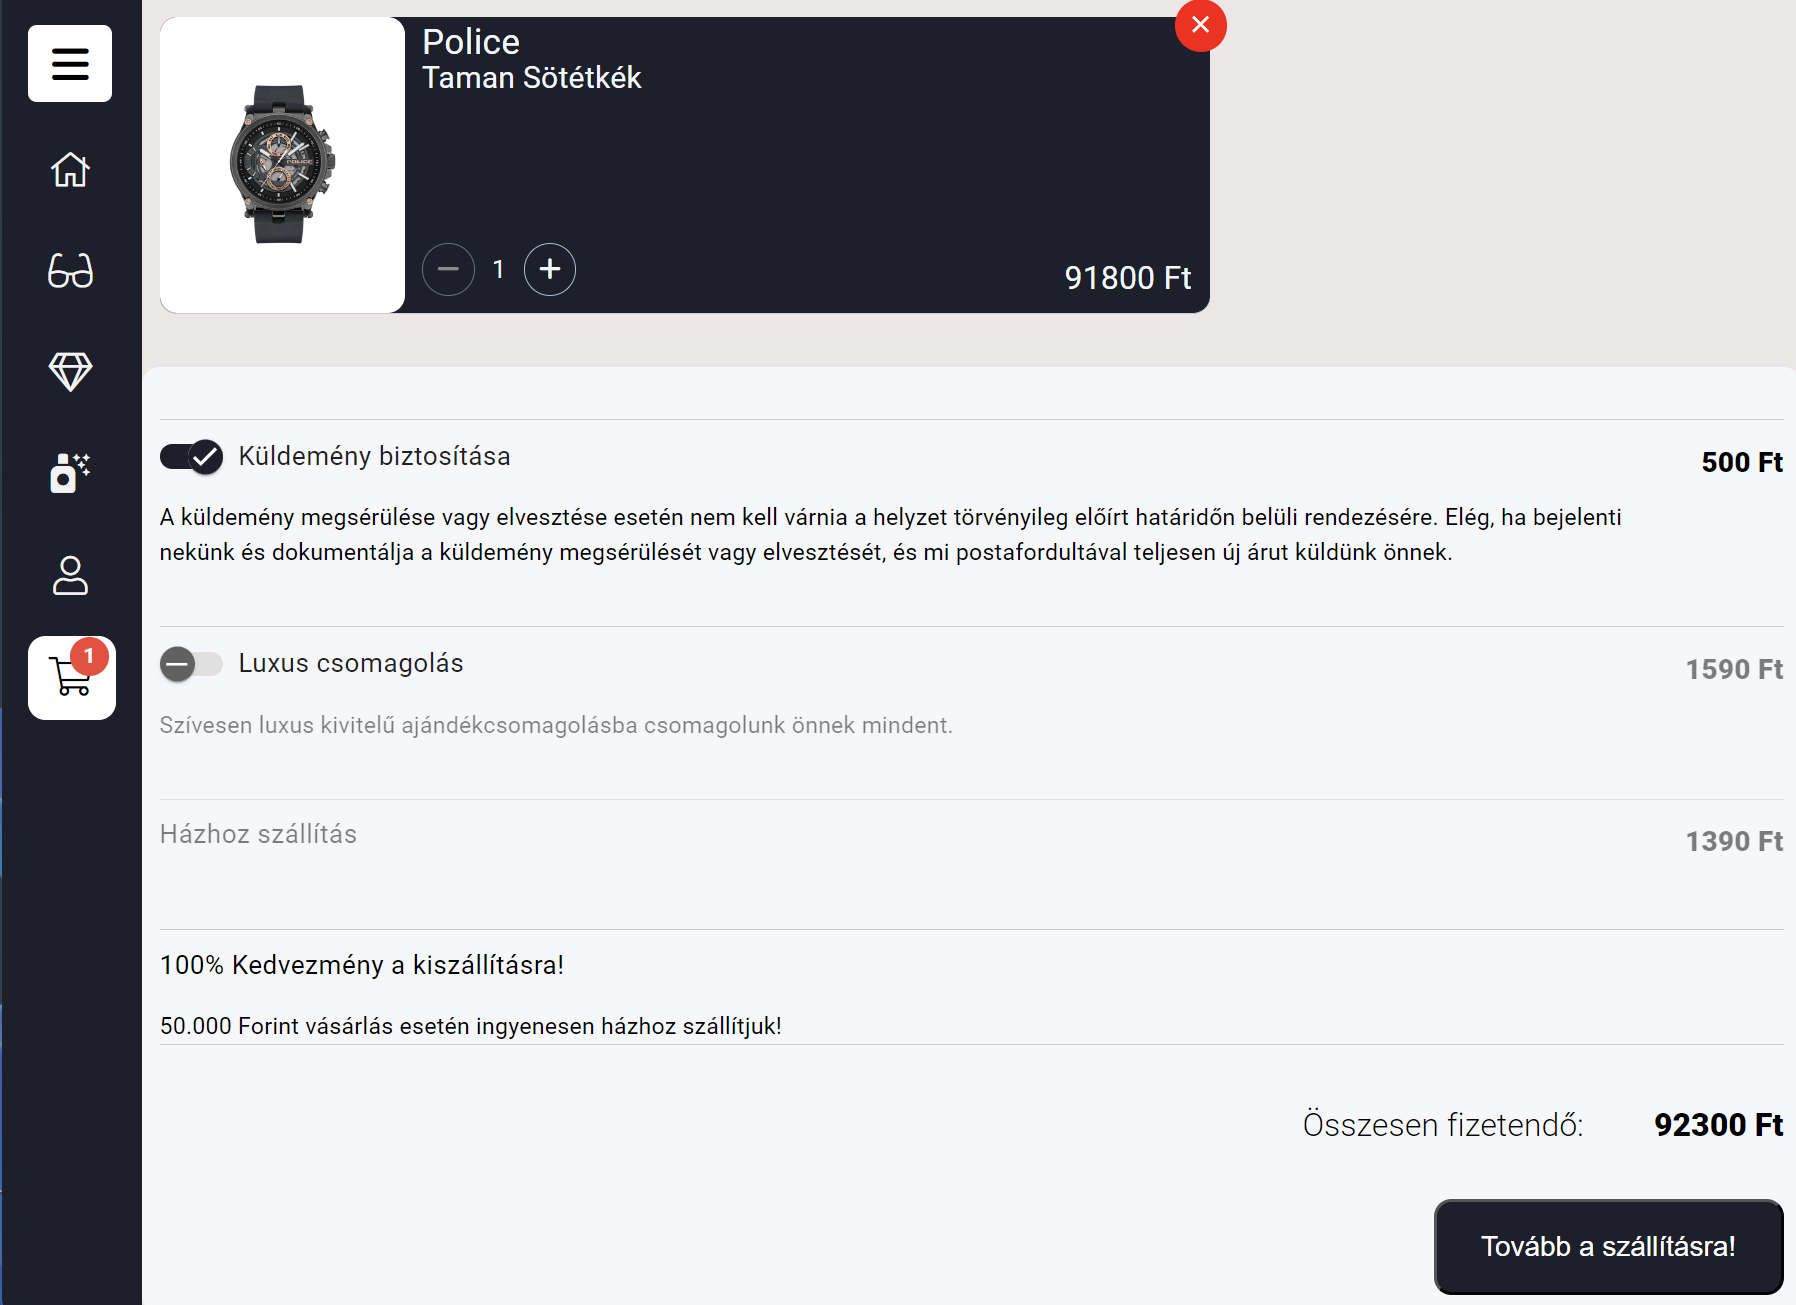 Police
Taman Sötétkék
1
91800 Ft
1
Küldemény biztosítása
500 Ft
A küldemény megsérülése vagy elvesztése esetén nem kell várnia a helyzet törvényileg előírt határidőn belüli rendezésére. Elég, ha bejelenti
nekünk és dokumentálja a küldemény megsérülését vagy elvesztését, és mi postafordultával teljesen új árut küldünk önnek.
Luxus csomagolás
1590 Ft
Szívesen luxus kivitelű ajándékcsomagolásba csomagolunk önnek mindent.
Házhoz szállítás
1390 Ft
100% Kedvezmény a kiszállításra!
50.000 Forint vásárlás esetén ingyenesen házhoz szállítjuk!
Összesen fizetendő:
92300 Ft
Tovább a szállításra!